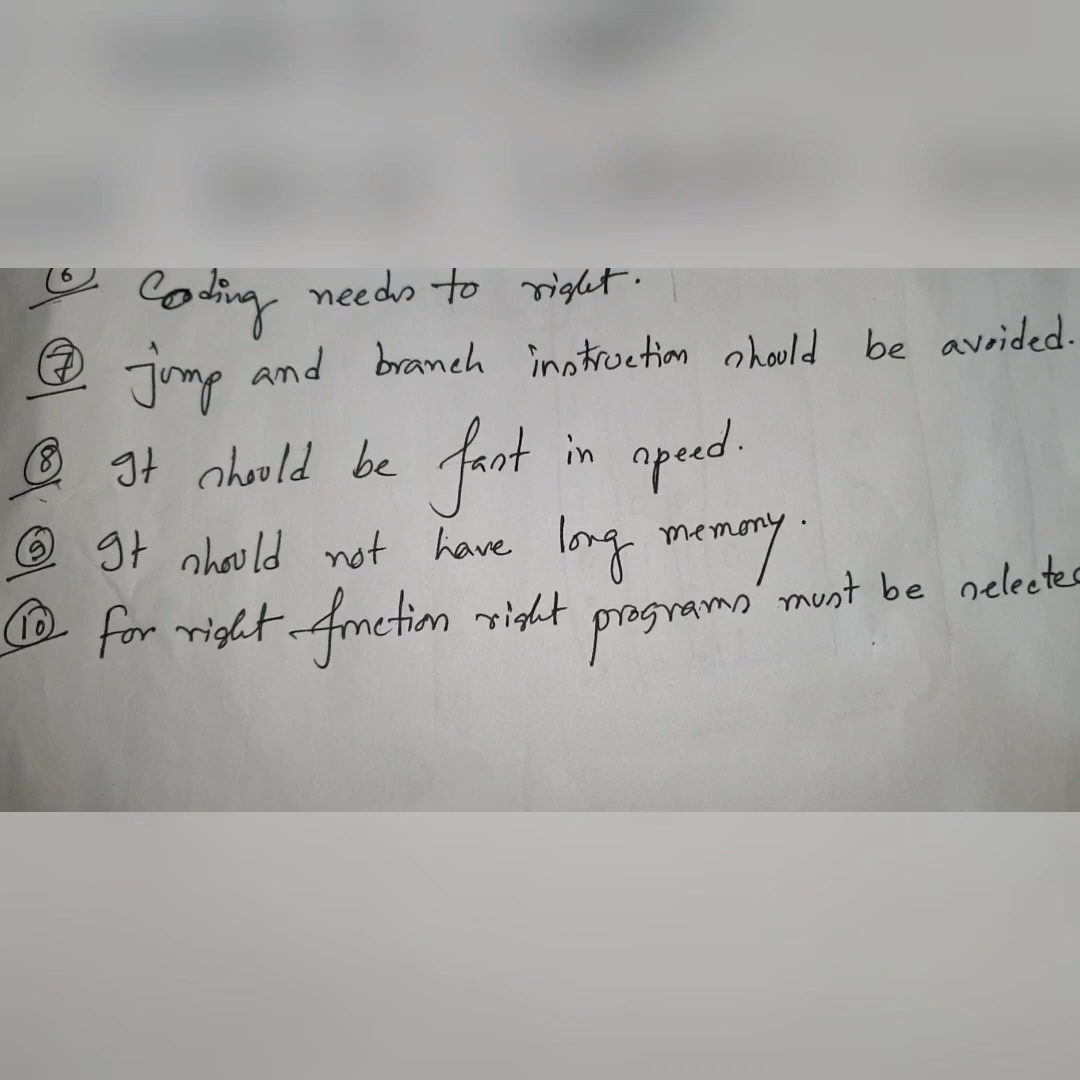 6 Coding needs to right.
7 jump and branch instruction should be avoided.
8 It should be fast in speed.
9 It should not have long memory.
10 for right function right programs must be selected